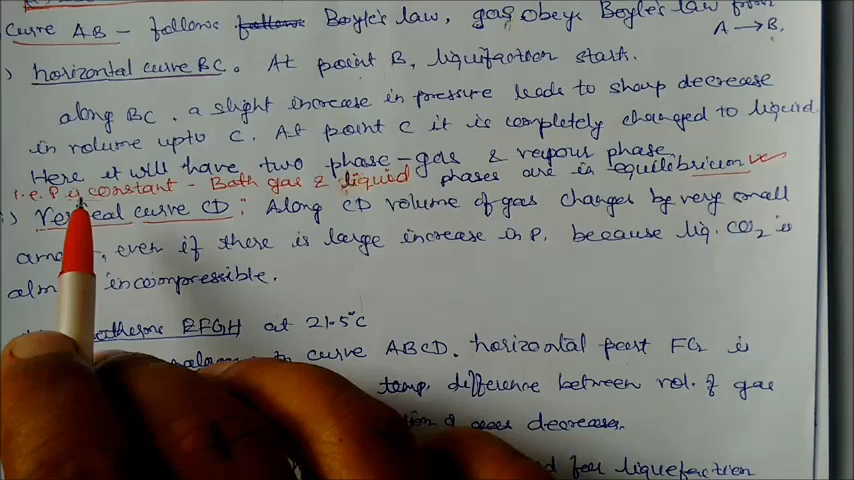 Curve AB - follows Boyle's law, gas obeys Boyle's law from
A → B.
) horizontal curve BC. At point B, liquifaction start.
along BC. a slight increase in pressure leads to sharp decrease
in volume upto C. At point C it is completely changed to liquid
Here it will have two phase - gas & vapour phase.
i.e. P is constant - Both gas & liquid phases are in equilibrium
:) Vertical curve CD: Along CD volume of gas changes by very small
even if there is large increase in P. because liq. CO2 is
incompressible.
EFGH at 21.5°C
curve ABCD. horizontal part FG is
temp. difference between vol. of gas
decreases.
for liquefaction